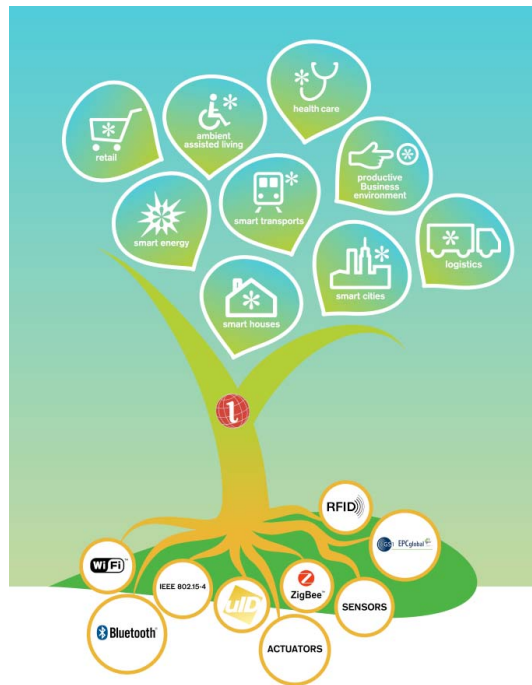 health care
ambient
assisted living
retail
productive
Business
environment
smart transports
smart energy
logistics
smart cities
smart houses
RFID
GS1 EPCglobal
WiFi
IEEE 802.15·4
uID
ZigBee
SENSORS
Bluetooth
ACTUATORS